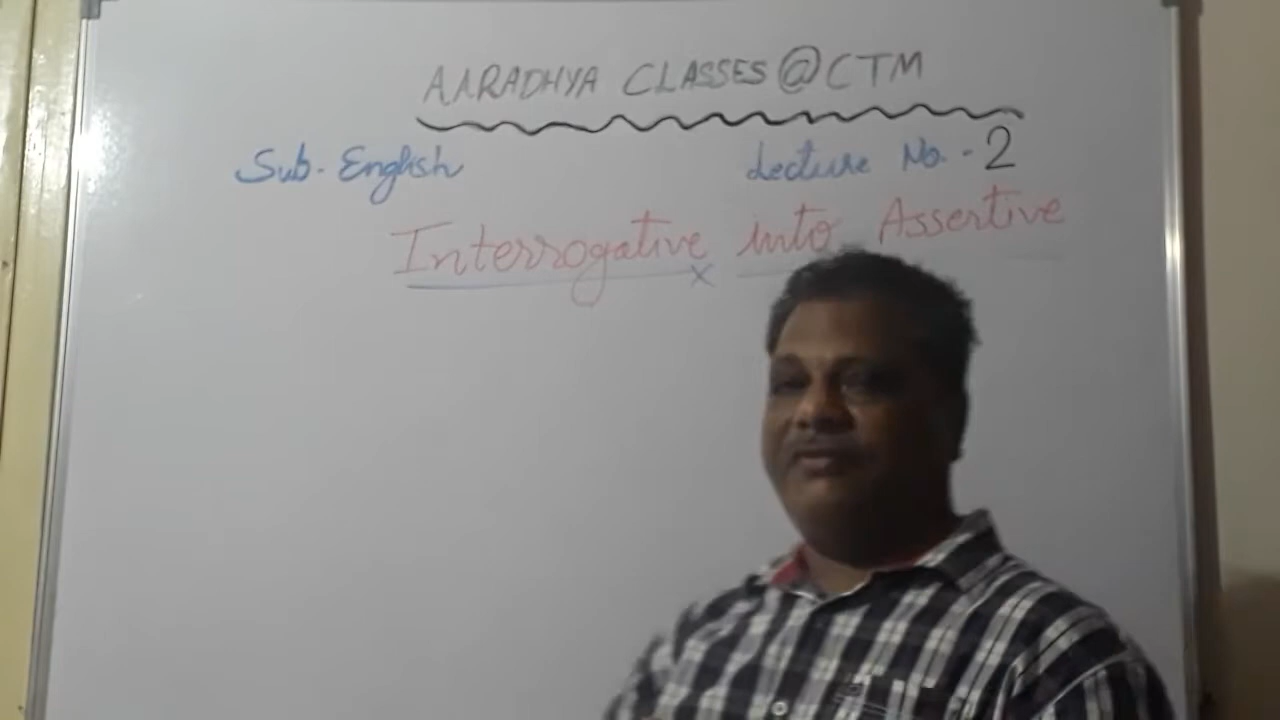 AARADHYA CLASSES@CTM
Sub. English
Lecture No. - 2
Interrogative into Assertive